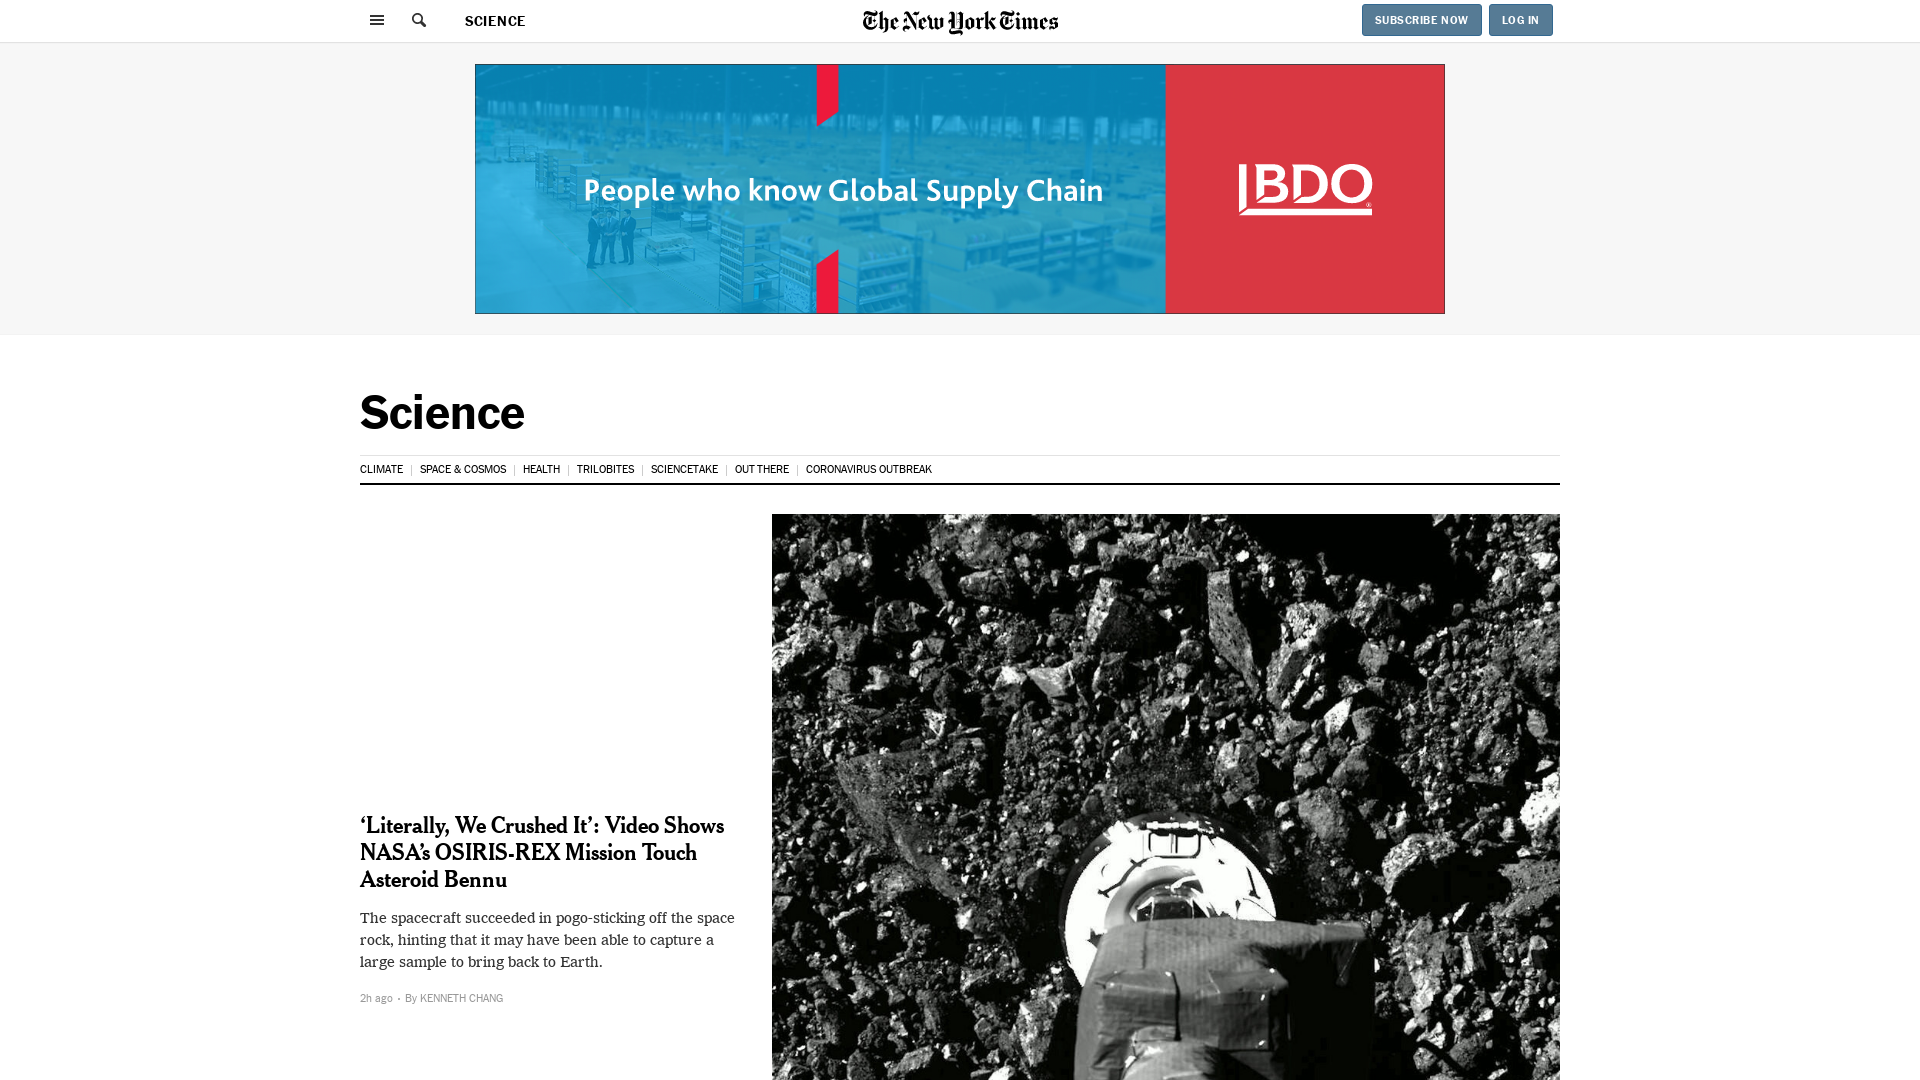 SCIENCE
The New York Times
SUBSCRIBE NOW
LOG IN
People who know Global Supply Chain
BDO
Science
CLIMATE
SPACE & COSMOS
HEALTH
TRILOBITES
SCIENCETAKE
OUT THERE
CORONAVIRUS OUTBREAK
‘Literally, We Crushed It’: Video Shows
NASA’s OSIRIS-REX Mission Touch
Asteroid Bennu
The spacecraft succeeded in pogo-sticking off the space
rock, hinting that it may have been able to capture a
large sample to bring back to Earth.
2h ago · By KENNETH CHANG